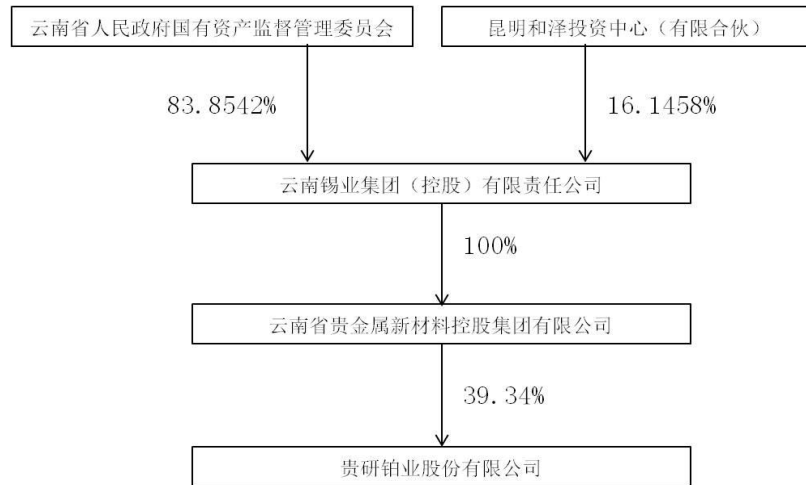 云南省人民政府国有资产监督管理委员会
昆明和泽投资中心（有限合伙）
83.8542%
16.1458%
云南锡业集团（控股）有限责任公司
100%
云南省贵金属新材料控股集团有限公司
39.34%
贵研铂业股份有限公司